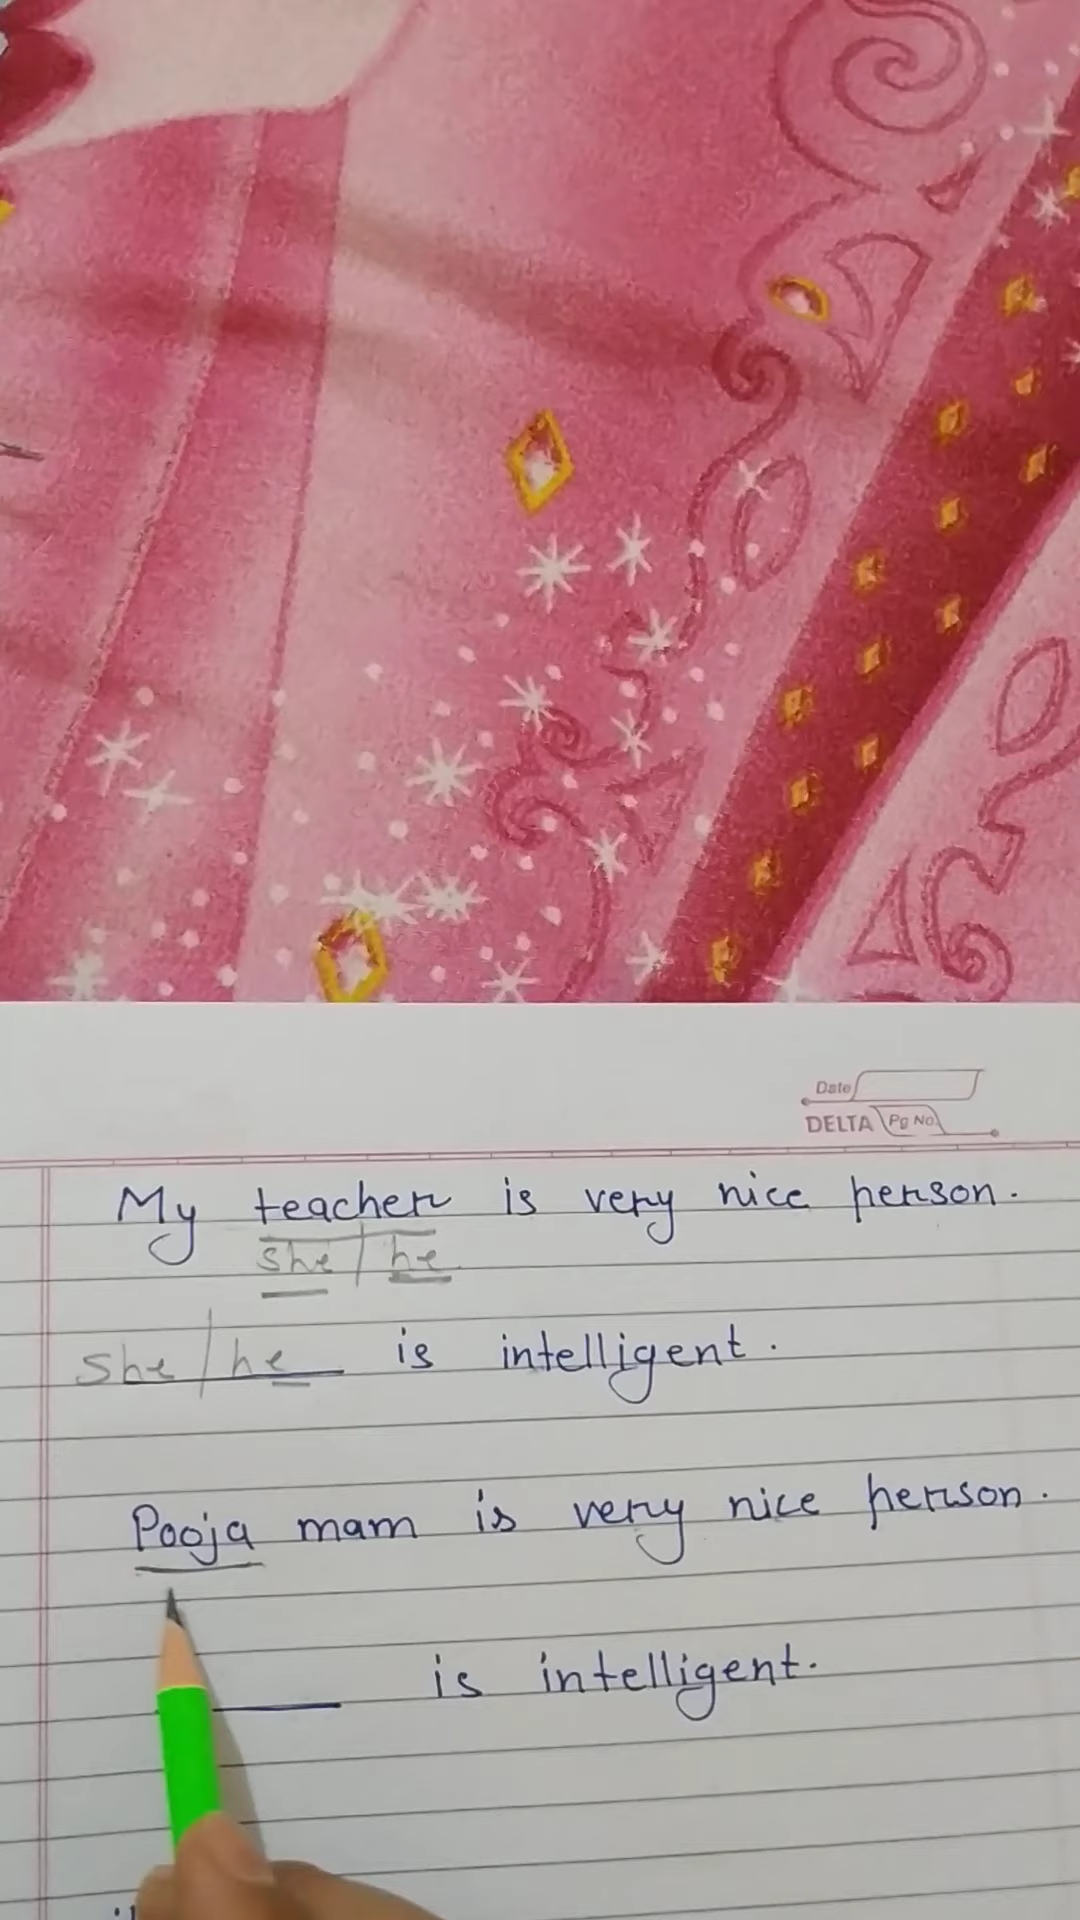 Date
DELTA Pg No.
My teacher is very nice person.
she / he
she / he is intelligent.
Pooja mam is very nice person.
is intelligent.